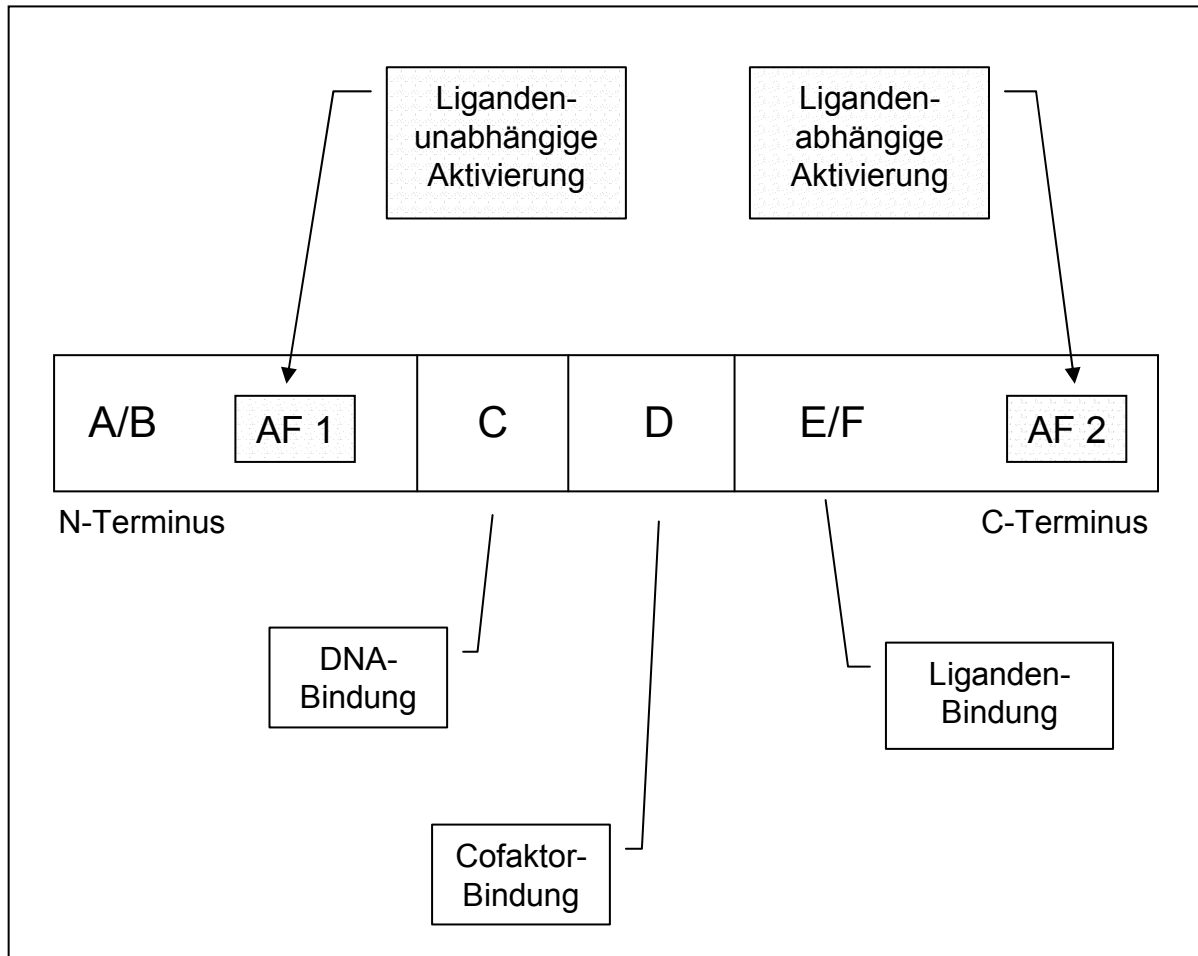 Liganden-
unabhängige
Aktivierung
Liganden-
abhängige
Aktivierung
A/B
AF 1
C
D
E/F
AF 2
N-Terminus
C-Terminus
DNA-
Bindung
Liganden-
Bindung
Cofaktor-
Bindung